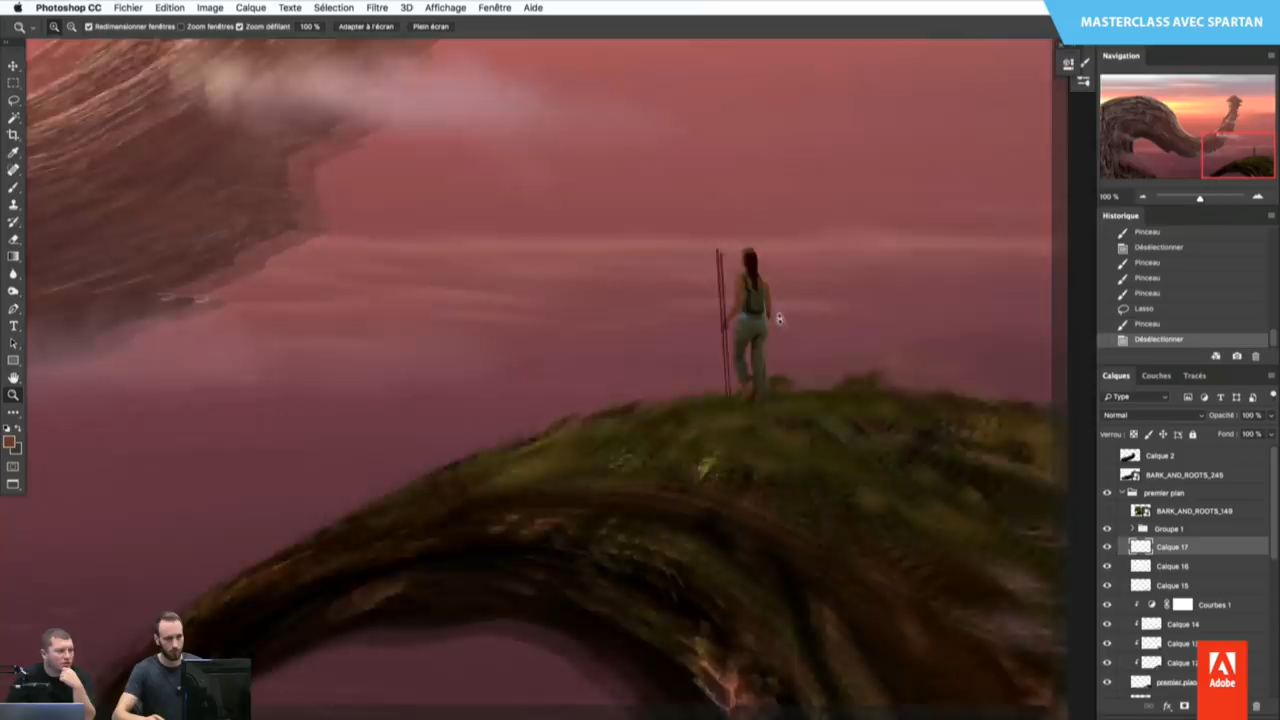 Photoshop CC Fichier Edition Image Calque Texte Sélection Filtre 3D Affichage Fenêtre Aide
MASTERCLASS AVEC SPARTAN
Redimensionner fenêtres Zoom fenêtres Zoom défilant 100 % Adapter à l'écran Plein écran
Navigation
100 %
Historique
Pinceau
Désélectionner
Pinceau
Pinceau
Pinceau
Lasso
Pinceau
Désélectionner
Calques Couches Tracés
Type
Normal Opacité : 100 %
Verrou : Fond : 100 %
Calque 2
BARK_AND_ROOTS_245
premier plan
BARK_AND_ROOTS_149
Groupe 1
Calque 17
Calque 16
Calque 15
Courbes 1
Calque 14
Calque
Calque
Adobe